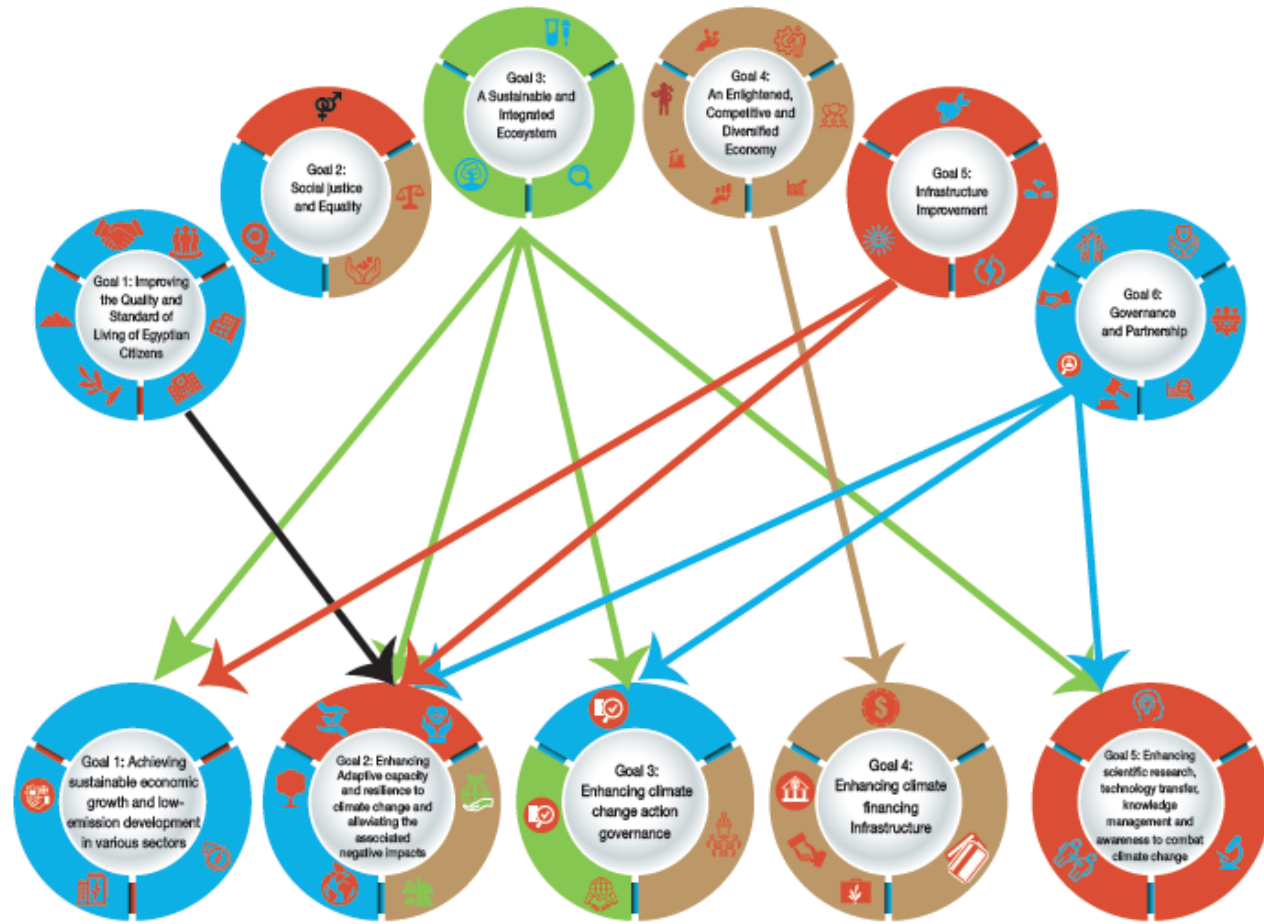 Goal 3:
A Sustainable and
Integrated
Ecosystem
Goal 4:
An Enlightened,
Competitive and
Diversified
Economy
Goal 2:
Social justice
and Equality
Goal 5:
Infrastructure
Improvement
Goal 1: Improving
the Quality and
Standard of
Living of Egyptian
Citizens
Goal 6:
Governance
and Partnership
Goal 1: Achieving
sustainable economic
growth and low-
emission development
in various sectors
Goal 2: Enhancing
Adaptive capacity
and resilience to
climate change and
alleviating the
associated
negative impacts
Goal 3:
Enhancing climate
change action
governance
$
Goal 4:
Enhancing climate
financing
Infrastructure
Goal 5: Enhancing
scientific research,
technology transfer,
knowledge
management and
awareness to combat
climate change